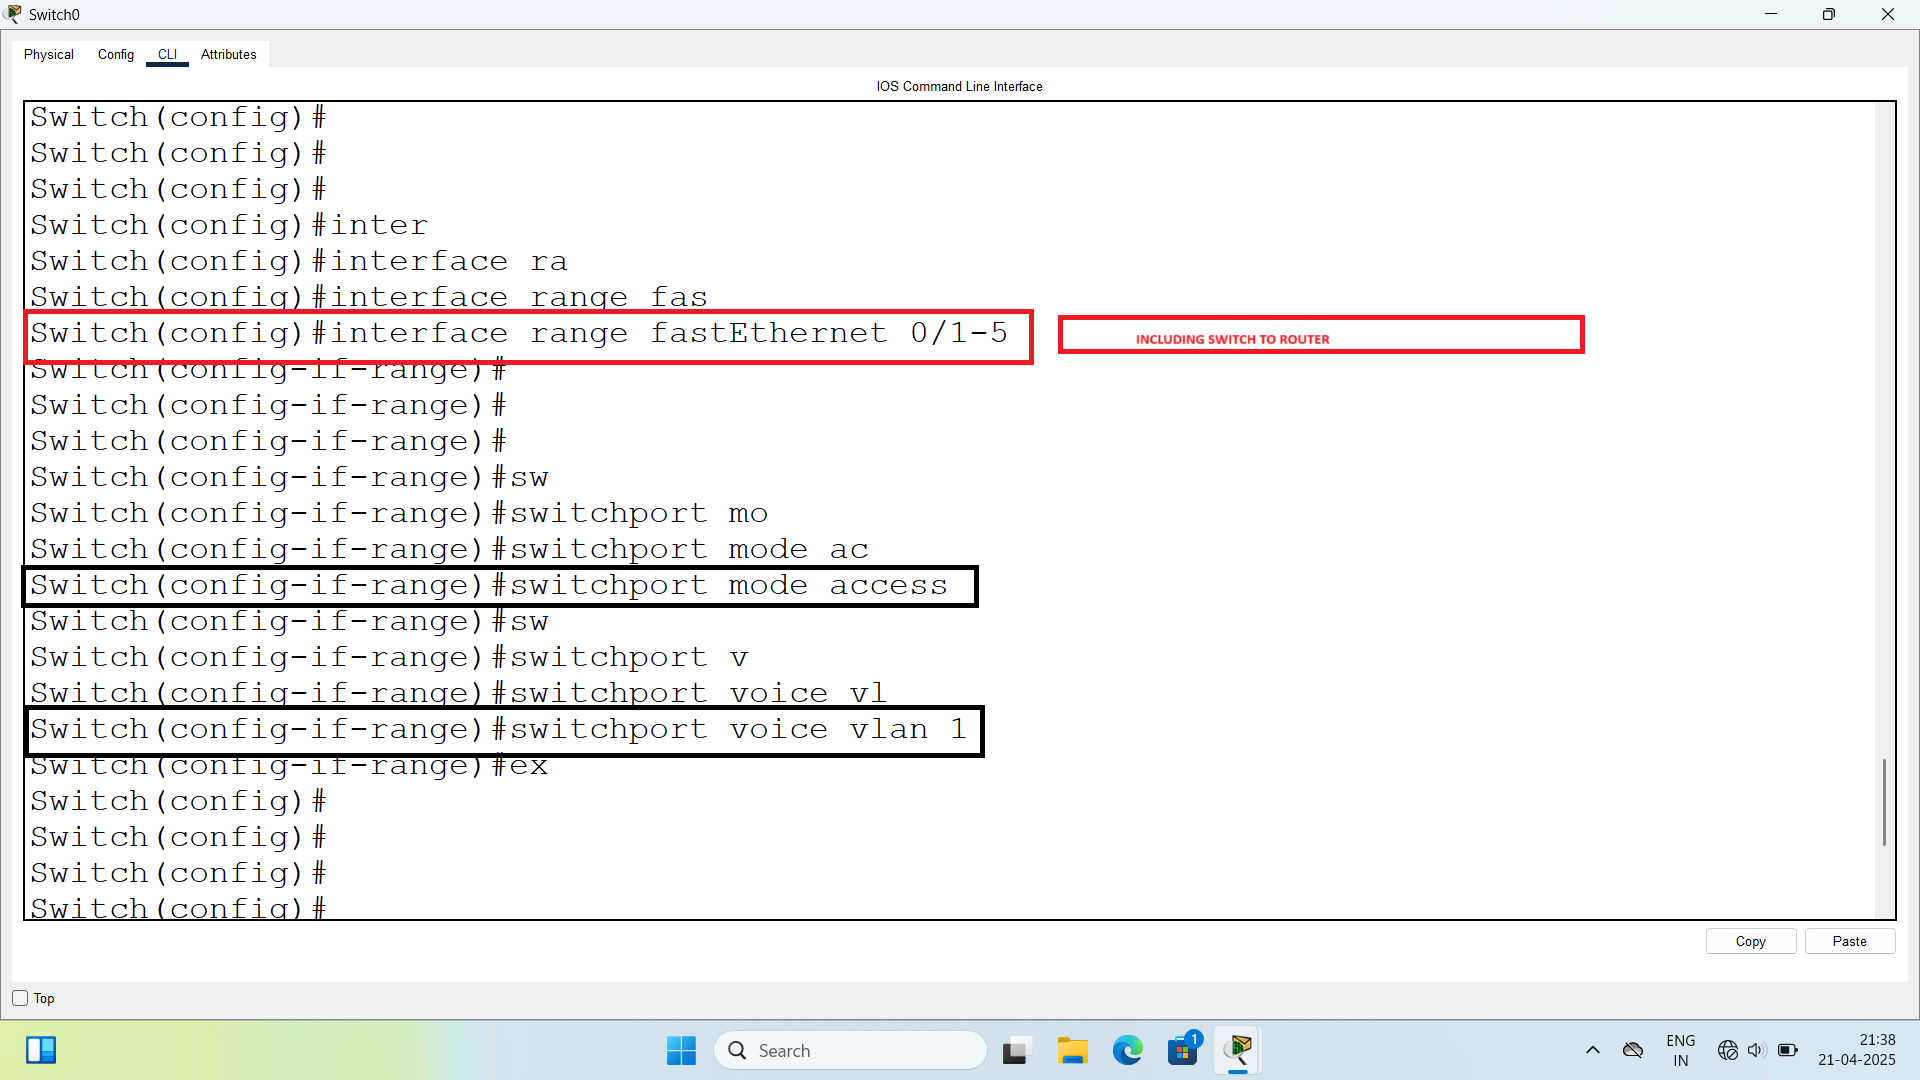 Switch0
Physical Config CLI Attributes
IOS Command Line Interface
Switch(config)#
Switch(config)#
Switch(config)#
Switch(config)#inter
Switch(config)#interface ra
Switch(config)#interface range fas
Switch(config)#interface range fastEthernet 0/1-5
INCLUDING SWITCH TO ROUTER
Switch(config-if-range)#
Switch(config-if-range)#
Switch(config-if-range)#
Switch(config-if-range)#sw
Switch(config-if-range)#switchport mo
Switch(config-if-range)#switchport mode ac
Switch(config-if-range)#switchport mode access
Switch(config-if-range)#sw
Switch(config-if-range)#switchport v
Switch(config-if-range)#switchport voice vl
Switch(config-if-range)#switchport voice vlan 1
Switch(config-if-range)#ex
Switch(config)#
Switch(config)#
Switch(config)#
Switch(config)#
Copy Paste
Top
Search
1
ENG
IN
21:38
21-04-2025